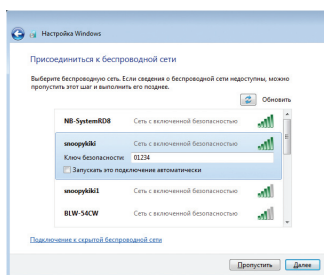 Настройка Windows
Присоединиться к беспроводной сети
Выберите беспроводную сеть. Если сведения о беспроводной сети недоступны, можно
пропустить этот шаг и выполнить его позже.
Обновить
NB-SystemRD8 Сеть с включенной безопасностью
snoopykiki Сеть с включенной безопасностью
Ключ безопасности 01234
Запускать это подключение автоматически
snoopykiki1 Сеть с включенной безопасностью
BLW-54CW Сеть с включенной безопасностью
Подключение к скрытой беспроводной сети
Пропустить Далее